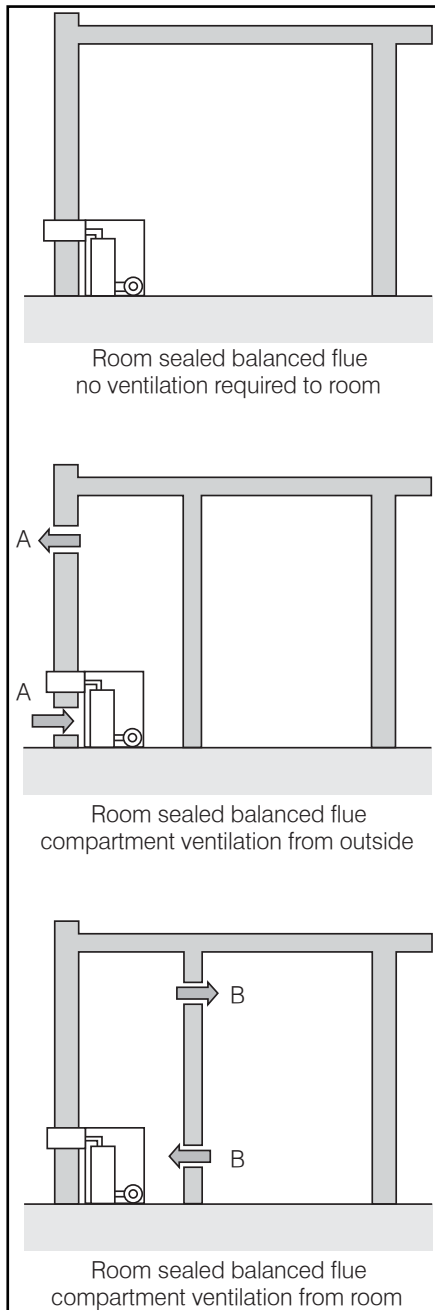 Room sealed balanced flue
no ventilation required to room
A
A
Room sealed balanced flue
compartment ventilation from outside
B
B
Room sealed balanced flue
compartment ventilation from room